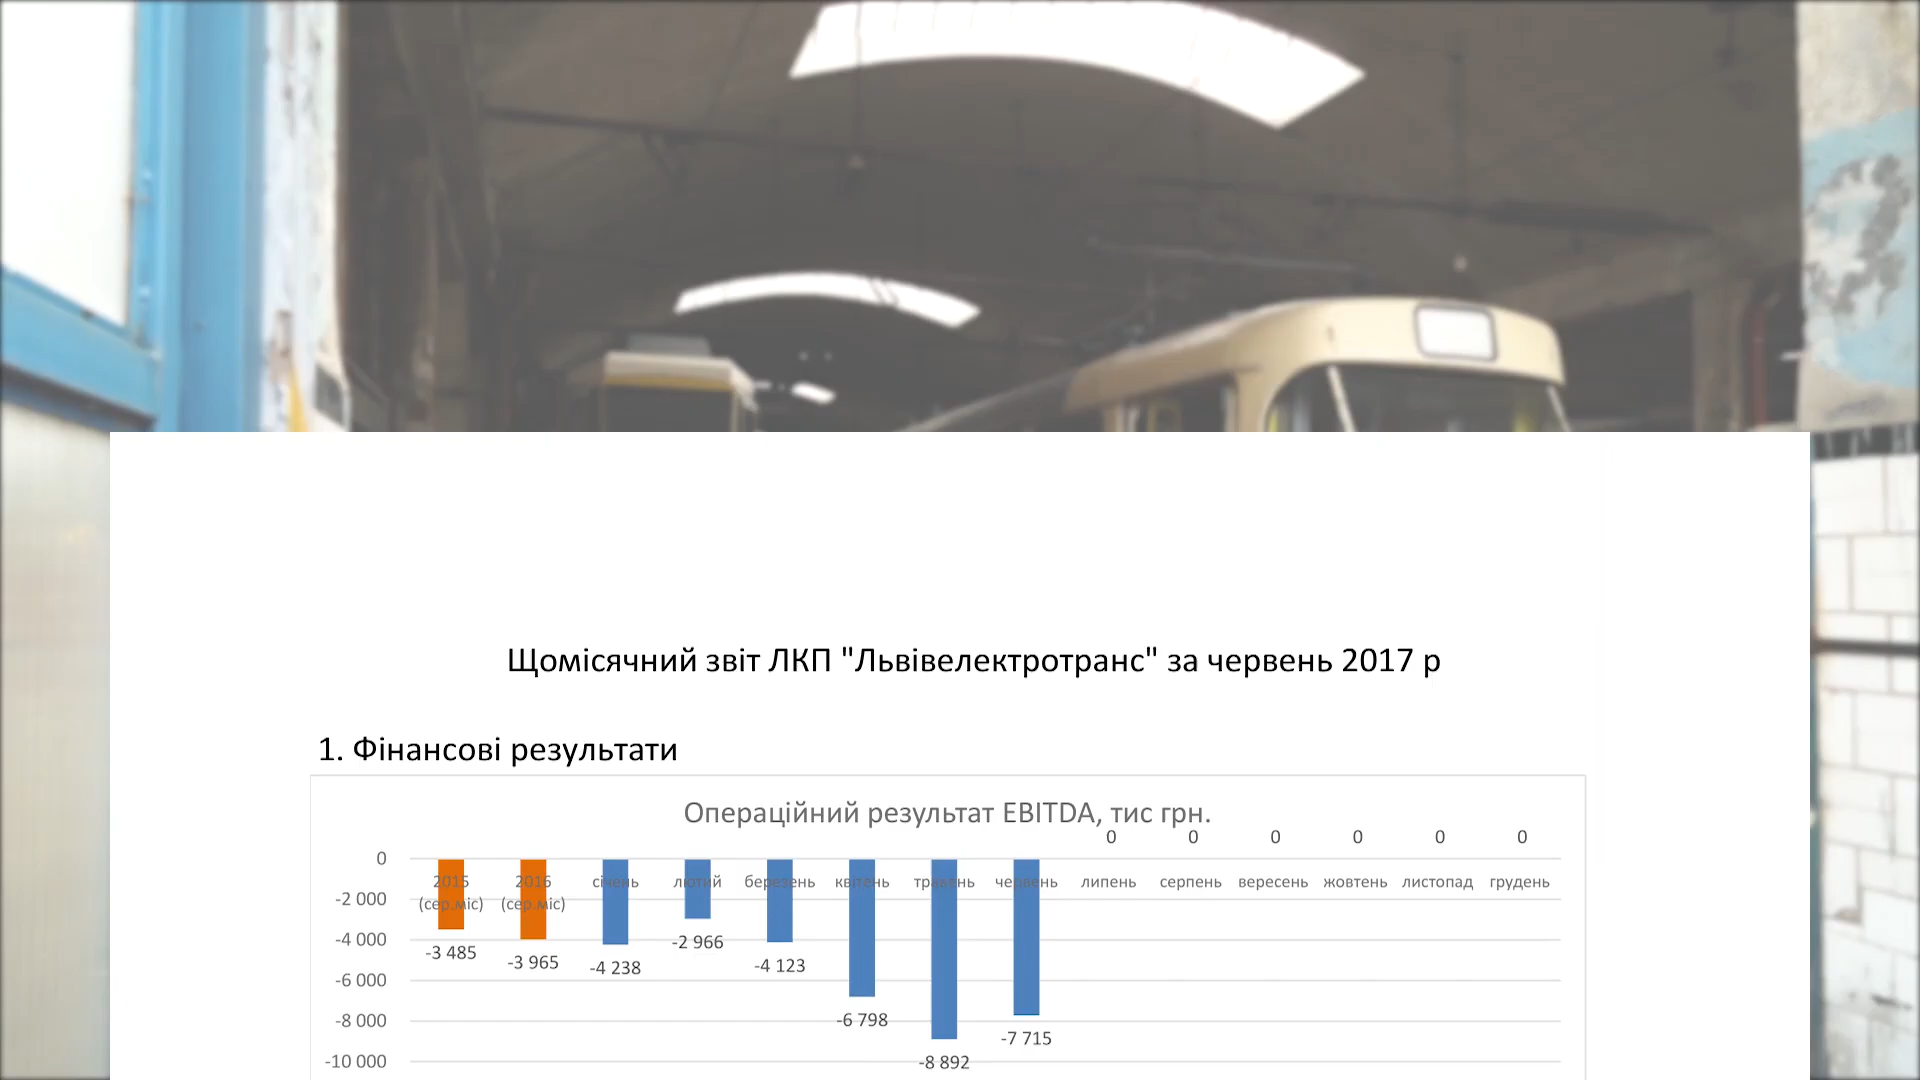 Щомісячний звіт ЛКП "Львівелектротранс" за червень 2017 р
1. Фінансові результати
Операційний результат EBITDA, тис грн.
0 0 0 0 0 0
0
2015 2016 січень лютий березень квітень травень червень липень серпень вересень жовтень листопад грудень
-2 000
(сер.міс) (сер.міс)
-4 000
-3 485 -3 965 -4 238 -2 966 -4 123
-6 000
-8 000
-6 798 -7 715
-10 000
-8 892